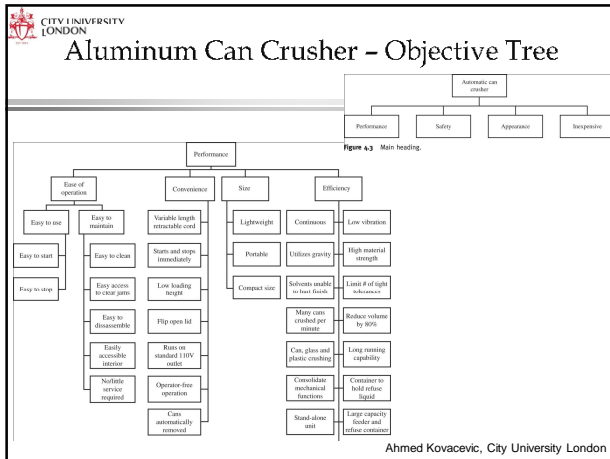 CITY UNIVERSITY
LONDON
Aluminum Can Crusher – Objective Tree
Automatic can
crusher
Performance
Safety
Appearance
Inexpensive
Figure 4.3 Main heading.
Performance
Ease of
operation
Convenience
Size
Efficiency
Easy to use
Easy to
maintain
Easy to start
Easy to stop
Easy to clean
Easy access
to clear jams
Easy to
dissassemble
Easily
accessible
interior
No/little
service
required
Variable length
retractable cord
Starts and stops
immediately
Low loading
height
Flip open lid
Runs on
standard 110V
outlet
Operator-free
operation
Cans
automatically
removed
Lightweight
Portable
Compact size
Continuous
Utilizes gravity
Solvents unable
to hurt finish
Many cans
crushed per
minute
Can, glass and
plastic crushing
Consolidate
mechanical
functions
Stand-alone
unit
Low vibration
High material
strength
Limit # of tight
tolerances
Reduce volume
by 80%
Long running
capability
Container to
hold refuse
liquid
Large capacity
feeder and
refuse container
Ahmed Kovacevic, City University London